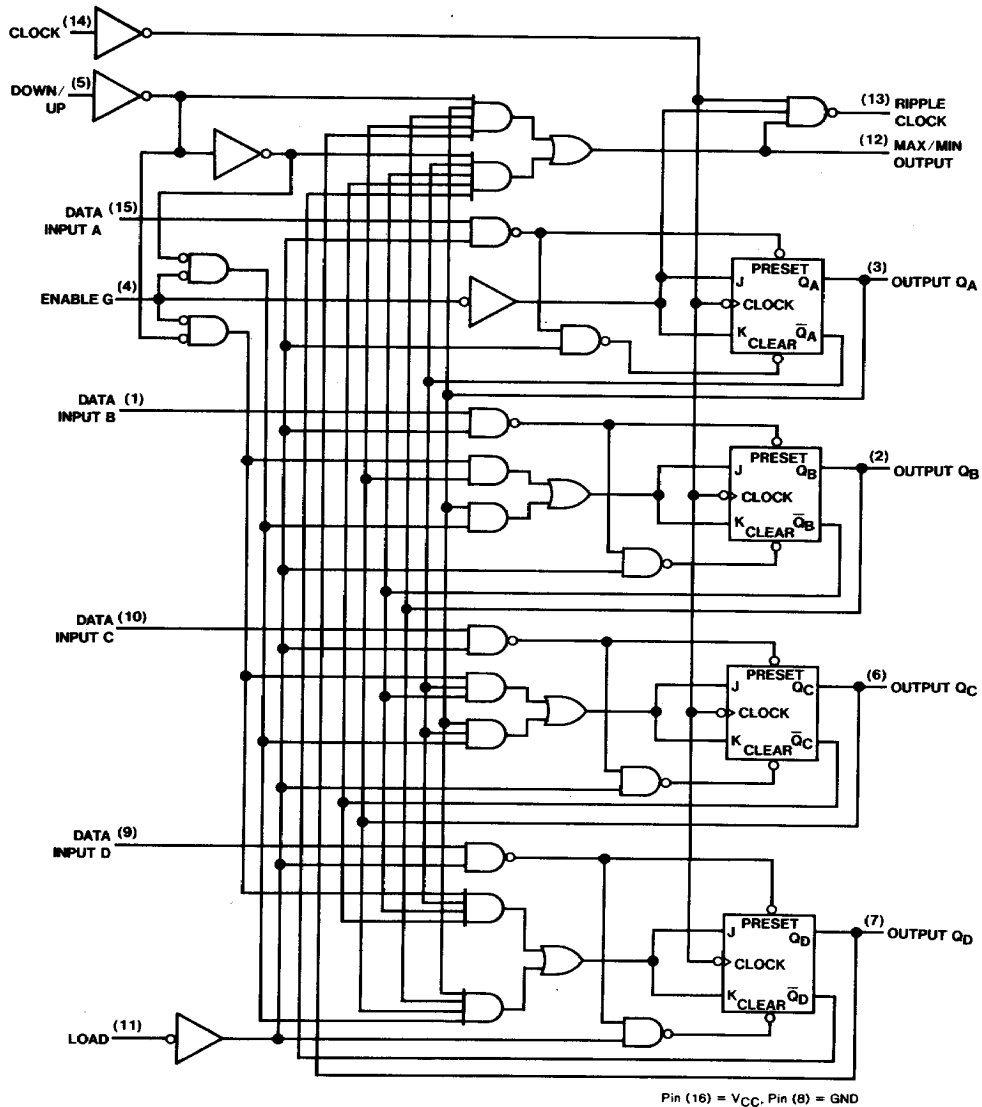 CLOCK (14)
DOWN/ (5)
UP
(13) RIPPLE
CLOCK
(12) MAX/MIN
OUTPUT
DATA (15)
INPUT A
PRESET
J QA
(3) OUTPUT QA
ENABLE G (4)
CLOCK
K Q̅A
CLEAR
DATA (1)
INPUT B
PRESET
J QB
(2) OUTPUT QB
CLOCK
K Q̅B
CLEAR
DATA (10)
INPUT C
PRESET
J QC
(6) OUTPUT QC
CLOCK
K Q̅C
CLEAR
DATA (9)
INPUT D
PRESET
J QD
(7) OUTPUT QD
CLOCK
K Q̅D
CLEAR
LOAD (11)
Pin (16) = VCC, Pin (8) = GND